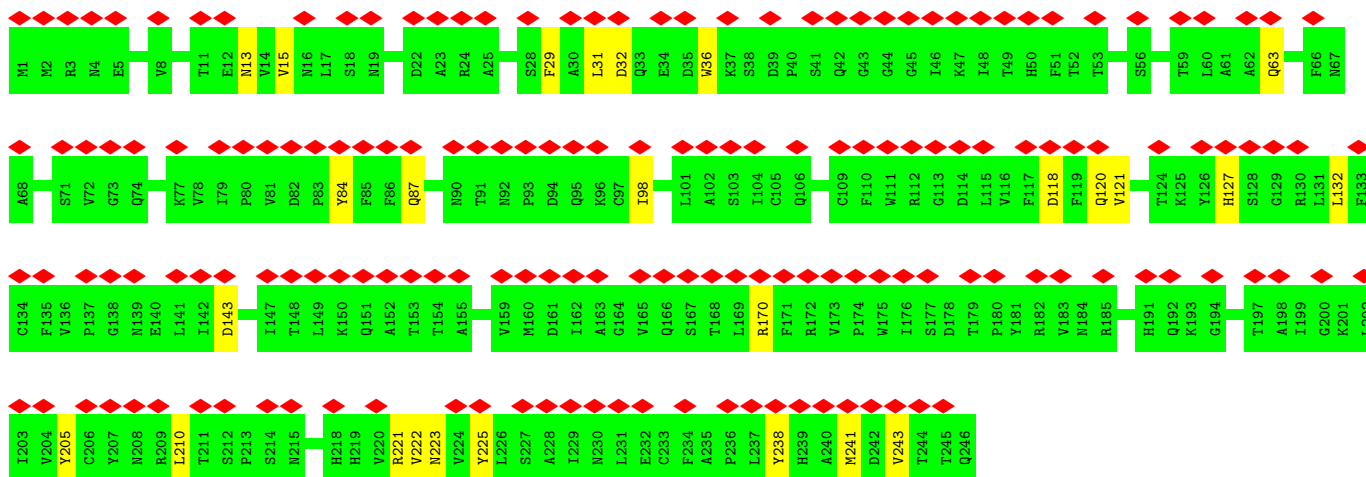 M1 M2 R3 N4 E5 V8 T11 E12 N13 V14 V15 N16 L17 S18 N19 D22 A23 R24 A25 S28 F29 A30 L31 D32 Q33 E34 D35 W36 K37 S38 D39 P40 S41 Q42 G43 G44 G45 I46 K47 I48 T49 H50 F51 T52 T53 S56 T59 L60 A61 A62 Q63 F66 N67
A68 S71 V72 G73 Q74 K77 V78 I79 P80 V81 D82 P83 Y84 F85 F86 Q87 N90 T91 N92 P93 D94 Q95 K96 C97 I98 L101 A102 S103 I104 C105 Q106 C109 F110 W111 R112 G113 D114 L115 V116 F117 D118 F119 Q120 V121 T124 K125 Y126 H127 S128 G129 R130 L131 L132 F133
C134 F135 V136 P137 G138 N139 E140 L141 I142 D143 I147 T148 L149 K150 Q151 A152 T153 T154 A155 V159 M160 D161 I162 A163 G164 V165 Q166 S167 T168 L169 R170 F171 R172 V173 P174 W175 I176 S177 D178 T179 P180 Y181 R182 V183 N184 R185 H191 Q192 K193 G194 T197 A198 I199 G200 K201 L202
I203 V204 Y205 C206 Y207 N208 R209 L210 T211 S212 P213 S214 N215 H218 H219 V220 R221 V222 N223 V224 Y225 L226 S227 A228 I229 N230 L231 E232 C233 F234 A235 P236 L237 Y238 H239 A240 M241 D242 V243 T244 T245 Q246